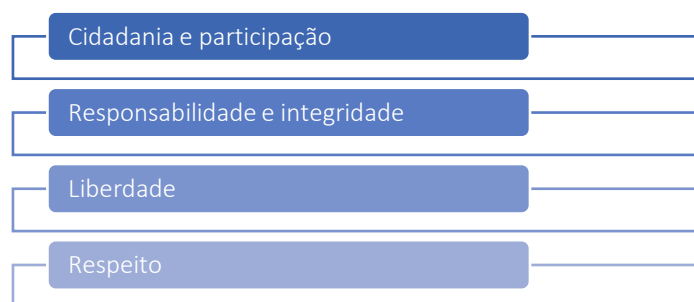 Cidadania e participação
Responsabilidade e integridade
Liberdade
Respeito